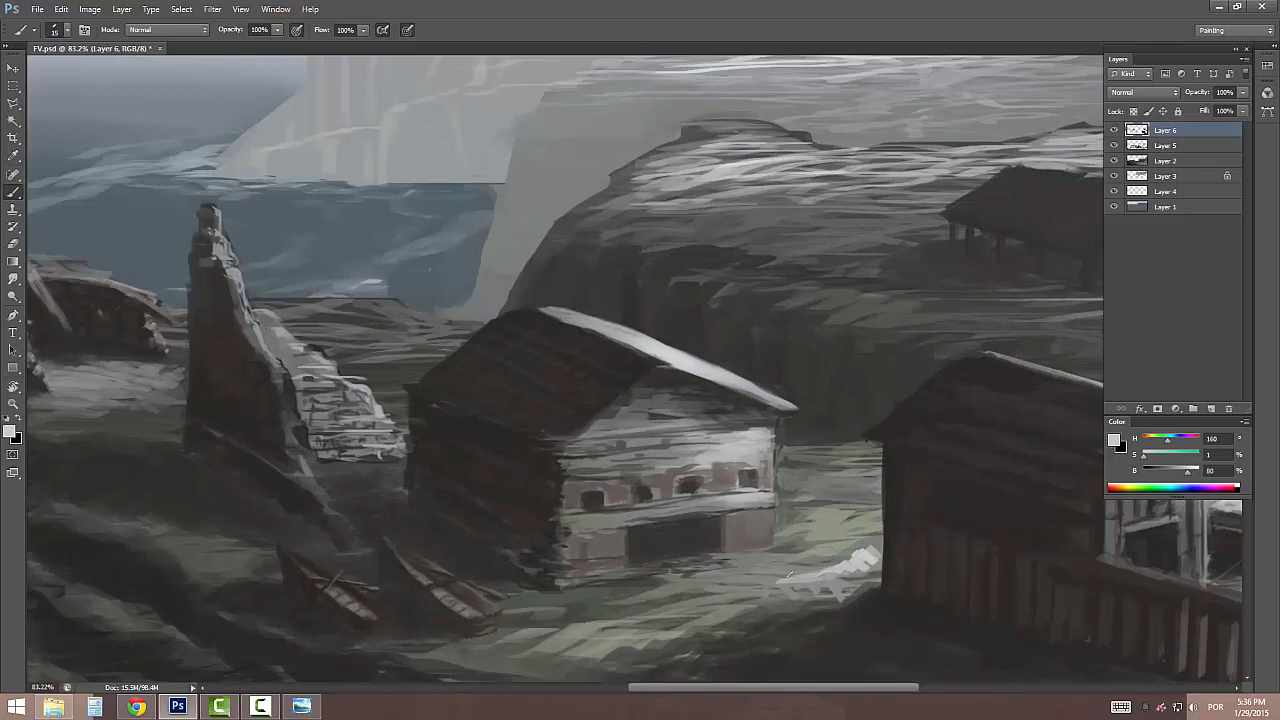 Ps File Edit Image Layer Type Select Filter View Window Help
15 Mode: Normal Opacity: 100% Flow: 100% Painting
FV.psd @ 83.2% (Layer 6, RGB/8) * ×
Layers
Kind
Normal Opacity: 100%
Lock: Fill: 100%
Layer 6
Layer 5
Layer 2
Layer 3
Layer 4
Layer 1
Color
H 160 °
S 1 %
B 80 %
83.22% Doc: 15.5M/98.4M
Ps POR 5:36 PM
1/29/2015